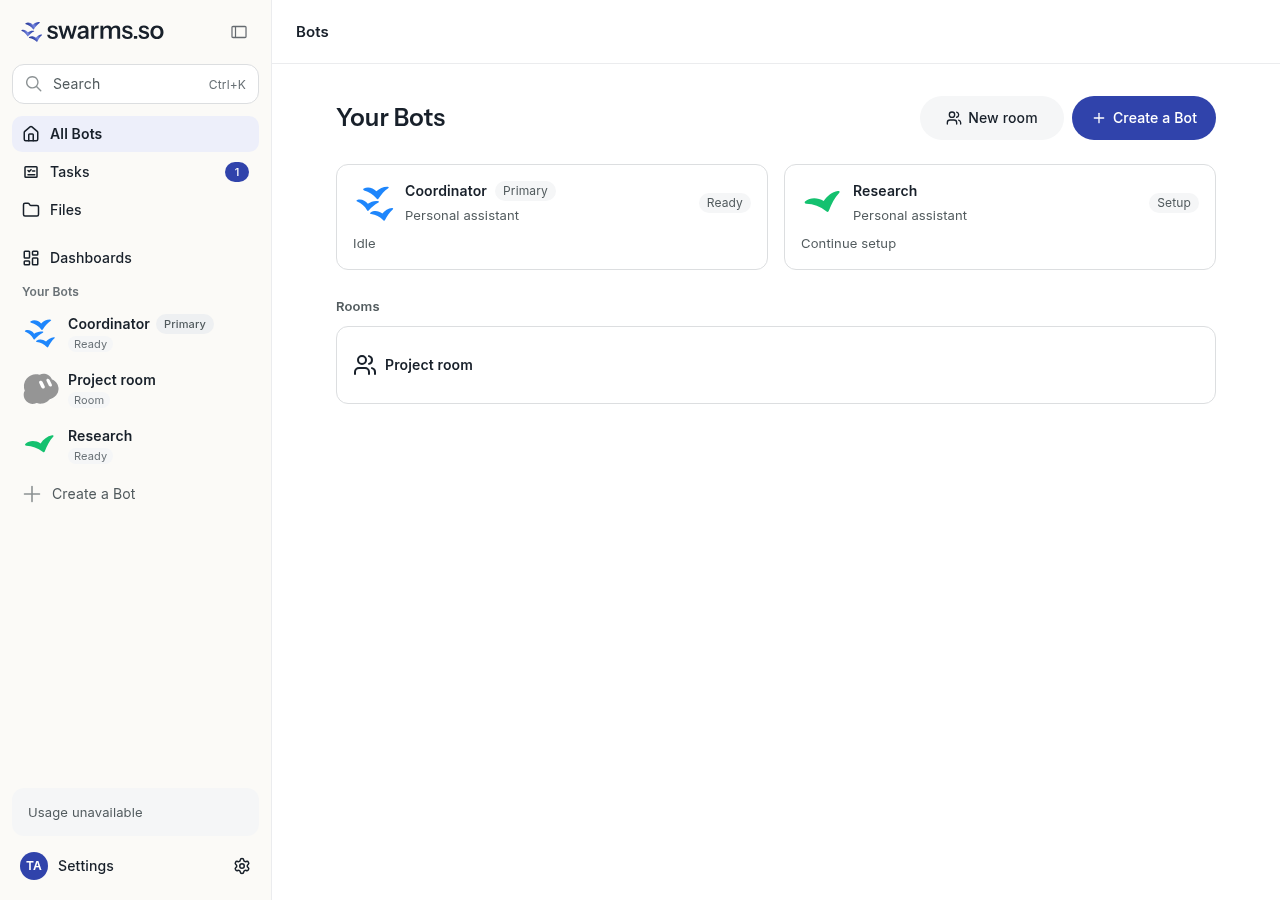 swarms.so
Search Ctrl+K
All Bots
Tasks 1
Files
Dashboards
Your Bots
Coordinator Primary
Ready
Project room
Room
Research
Ready
Create a Bot
Usage unavailable
TA Settings
Bots
Your Bots
New room
Create a Bot
Coordinator Primary
Personal assistant
Ready
Idle
Research
Personal assistant
Setup
Continue setup
Rooms
Project room